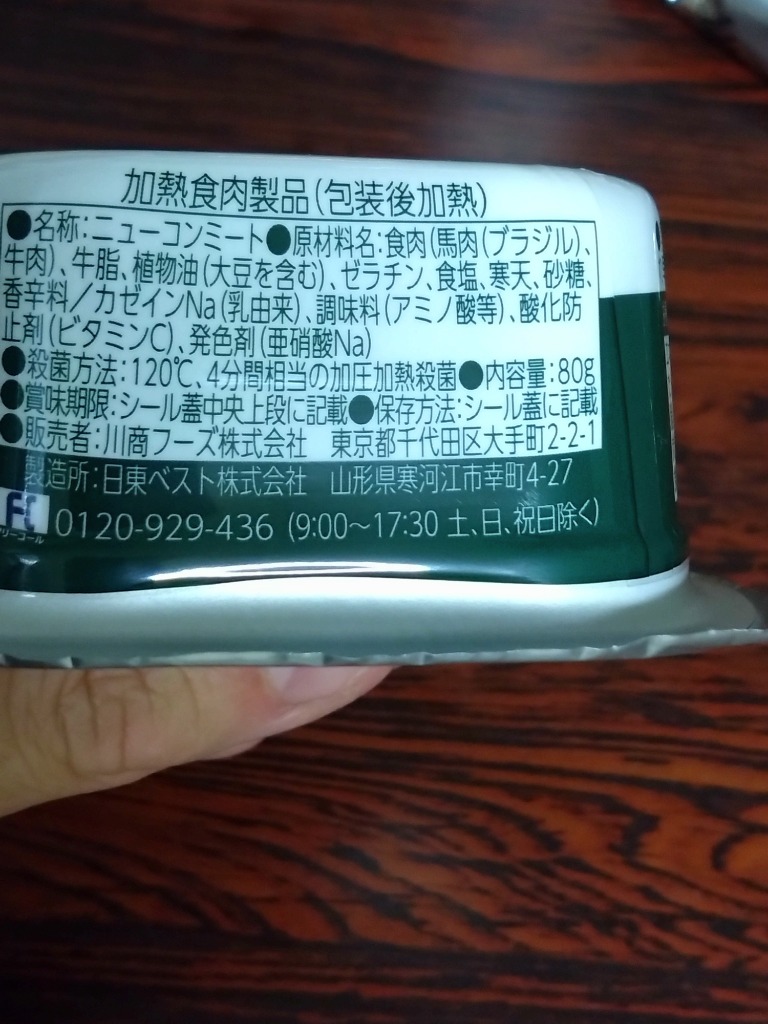 加熱食肉製品(包装後加熱)
●名称:ニューコンミート●原材料名:食肉(馬肉(ブラジル)、
牛肉)、牛脂、植物油(大豆を含む)、ゼラチン、食塩、寒天、砂糖、
香辛料/カゼインNa(乳由来)、調味料(アミノ酸等)、酸化防
止剤(ビタミンC)、発色剤(亜硝酸Na)
●殺菌方法:120℃、4分間相当の加圧加熱殺菌●内容量:80g
●賞味期限:シール蓋中央上段に記載●保存方法:シール蓋に記載
●販売者:川商フーズ株式会社 東京都千代田区大手町2-2-1
製造所:日東ベスト株式会社 山形県寒河江市幸町4-27
0120-929-436 (9:00～17:30 土、日、祝日除く)